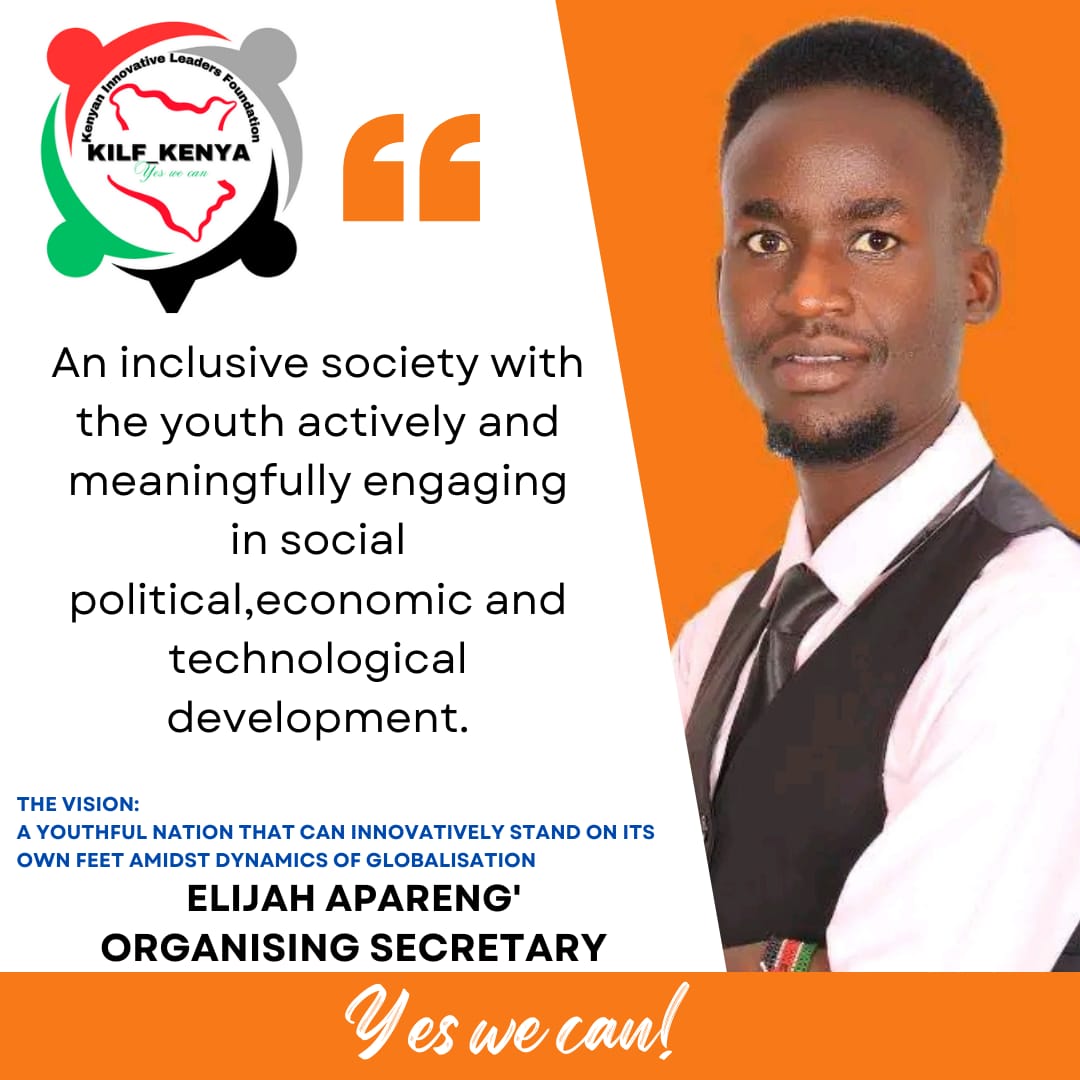 Kenyan Innovative Leaders Foundation
KILF_KENYA
Yes we can
An inclusive society with
the youth actively and
meaningfully engaging
in social
political,economic and
technological
development.
THE VISION:
A YOUTHFUL NATION THAT CAN INNOVATIVELY STAND ON ITS
OWN FEET AMIDST DYNAMICS OF GLOBALISATION
ELIJAH APARENG'
ORGANISING SECRETARY
Yes we can!